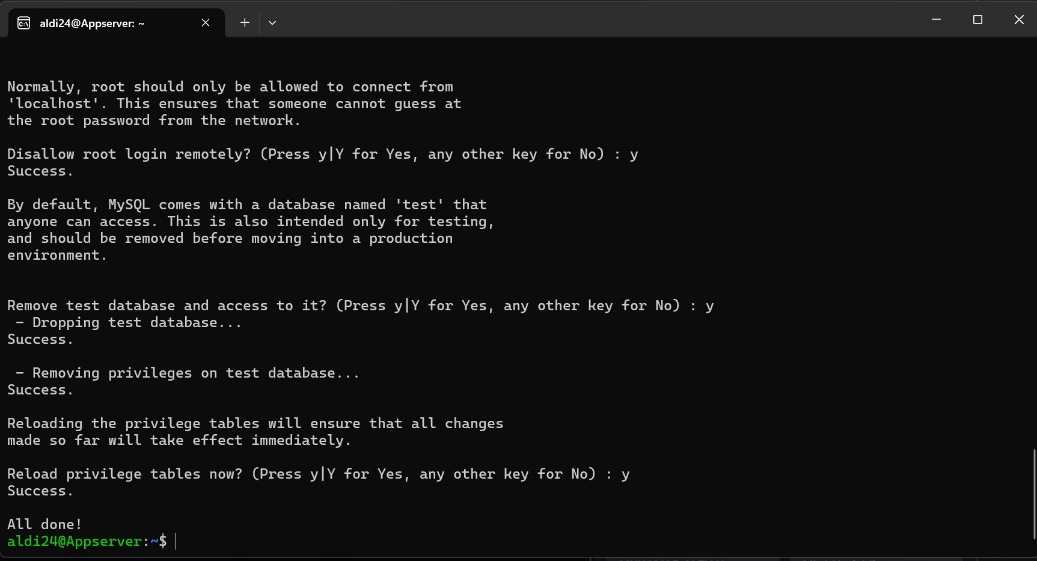 aldi24@Appserver: ~
Normally, root should only be allowed to connect from
'localhost'. This ensures that someone cannot guess at
the root password from the network.
Disallow root login remotely? (Press y|Y for Yes, any other key for No) : y
Success.
By default, MySQL comes with a database named 'test' that
anyone can access. This is also intended only for testing,
and should be removed before moving into a production
environment.
Remove test database and access to it? (Press y|Y for Yes, any other key for No) : y
- Dropping test database...
Success.
- Removing privileges on test database...
Success.
Reloading the privilege tables will ensure that all changes
made so far will take effect immediately.
Reload privilege tables now? (Press y|Y for Yes, any other key for No) : y
Success.
All done!
aldi24@Appserver:~$